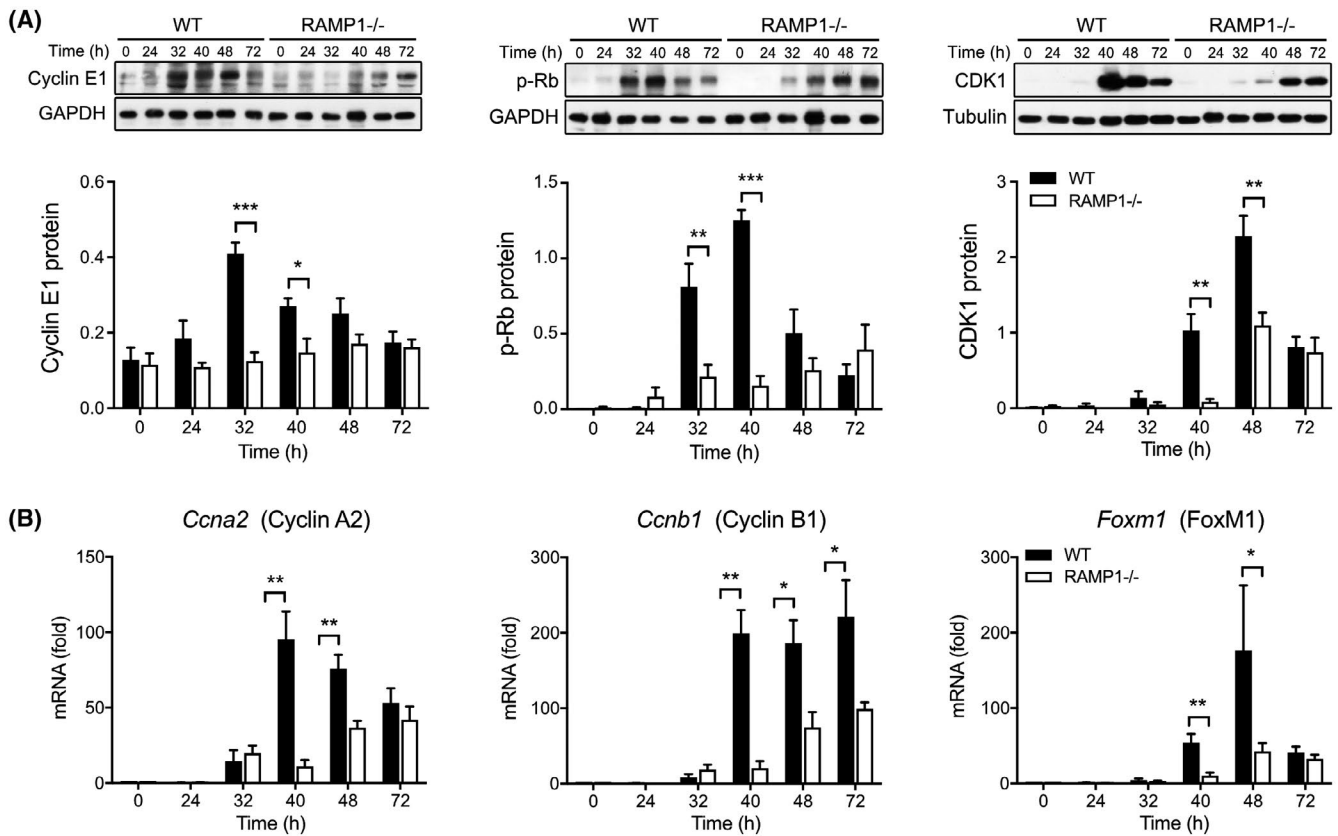 (A)
WT RAMP1-/-
Time (h) 0 24 32 40 48 72 0 24 32 40 48 72
Cyclin E1
GAPDH
WT RAMP1-/-
Time (h) 0 24 32 40 48 72 0 24 32 40 48 72
p-Rb
GAPDH
WT RAMP1-/-
Time (h) 0 24 32 40 48 72 0 24 32 40 48 72
CDK1
Tubulin
Cyclin E1 protein
0.6
0.4
0.2
0.0
***
*
0 24 32 40 48 72
Time (h)
p-Rb protein
1.5
1.0
0.5
0.0
**
***
0 24 32 40 48 72
Time (h)
CDK1 protein
3
2
1
0
WT
RAMP1-/-
**
**
0 24 32 40 48 72
Time (h)
(B)
Ccna2 (Cyclin A2)
mRNA (fold)
150
100
50
0
**
**
0 24 32 40 48 72
Time (h)
Ccnb1 (Cyclin B1)
mRNA (fold)
300
200
100
0
**
*
*
0 24 32 40 48 72
Time (h)
Foxm1 (FoxM1)
mRNA (fold)
300
200
100
0
WT
RAMP1-/-
**
*
0 24 32 40 48 72
Time (h)